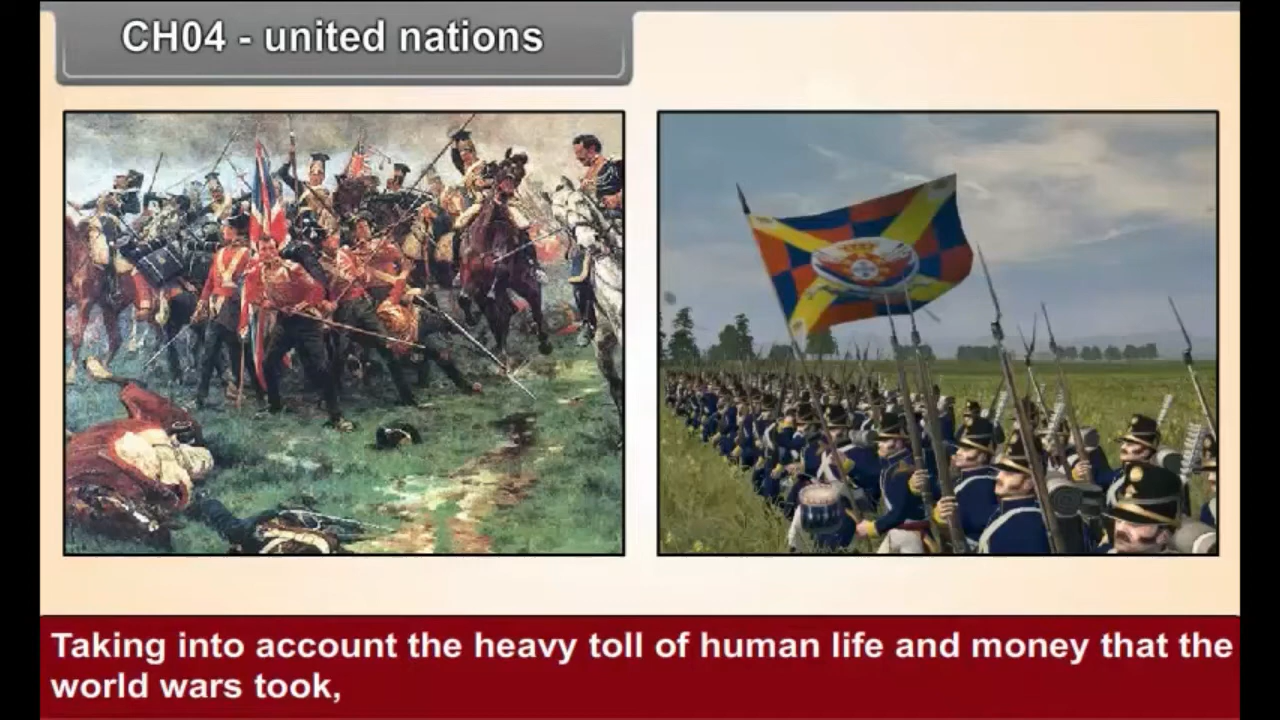 CH04 - united nations
Taking into account the heavy toll of human life and money that the
world wars took,